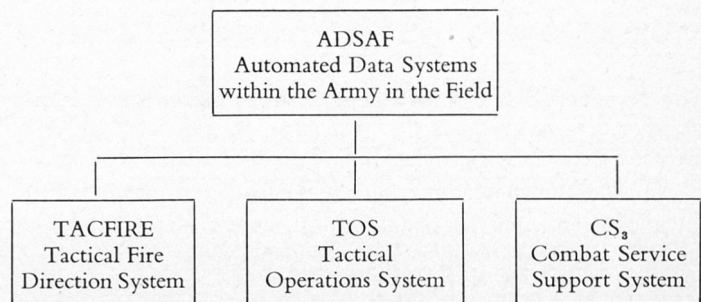 ADSAF
Automated Data Systems
within the Army in the Field
TACFIRE
Tactical Fire
Direction System
TOS
Tactical
Operations System
CS₃
Combat Service
Support System